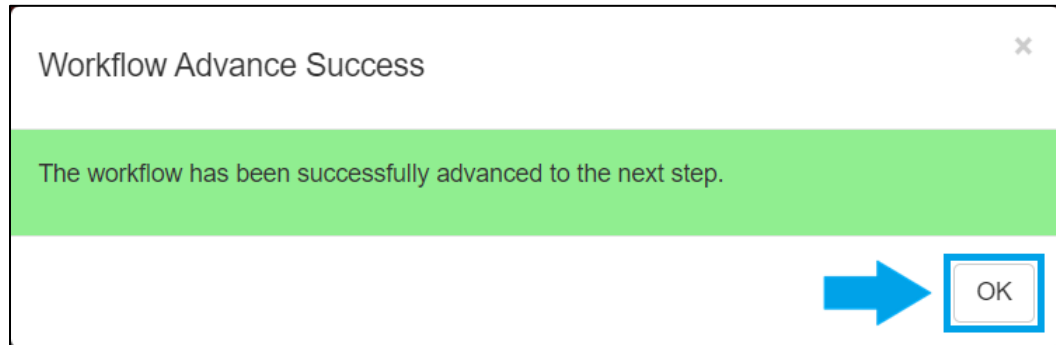 Workflow Advance Success
×
The workflow has been successfully advanced to the next step.
OK